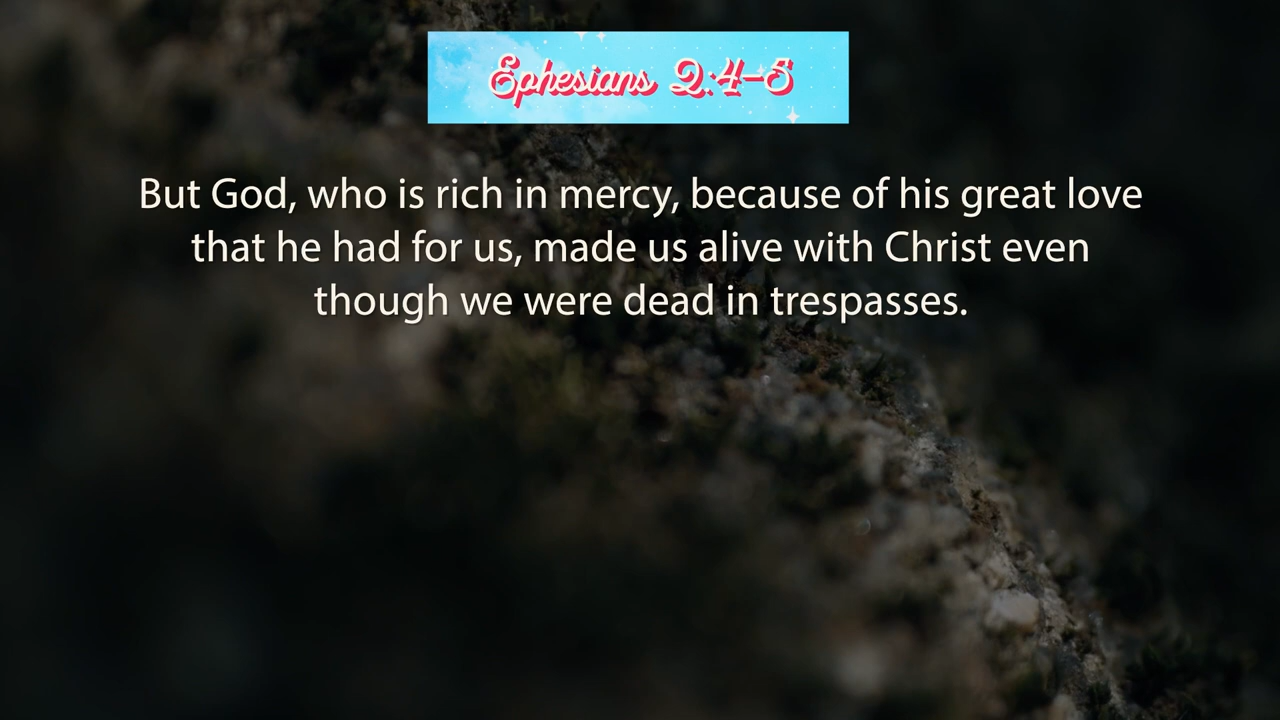 Ephesians 2:4–5
But God, who is rich in mercy, because of his great love
that he had for us, made us alive with Christ even
though we were dead in trespasses.